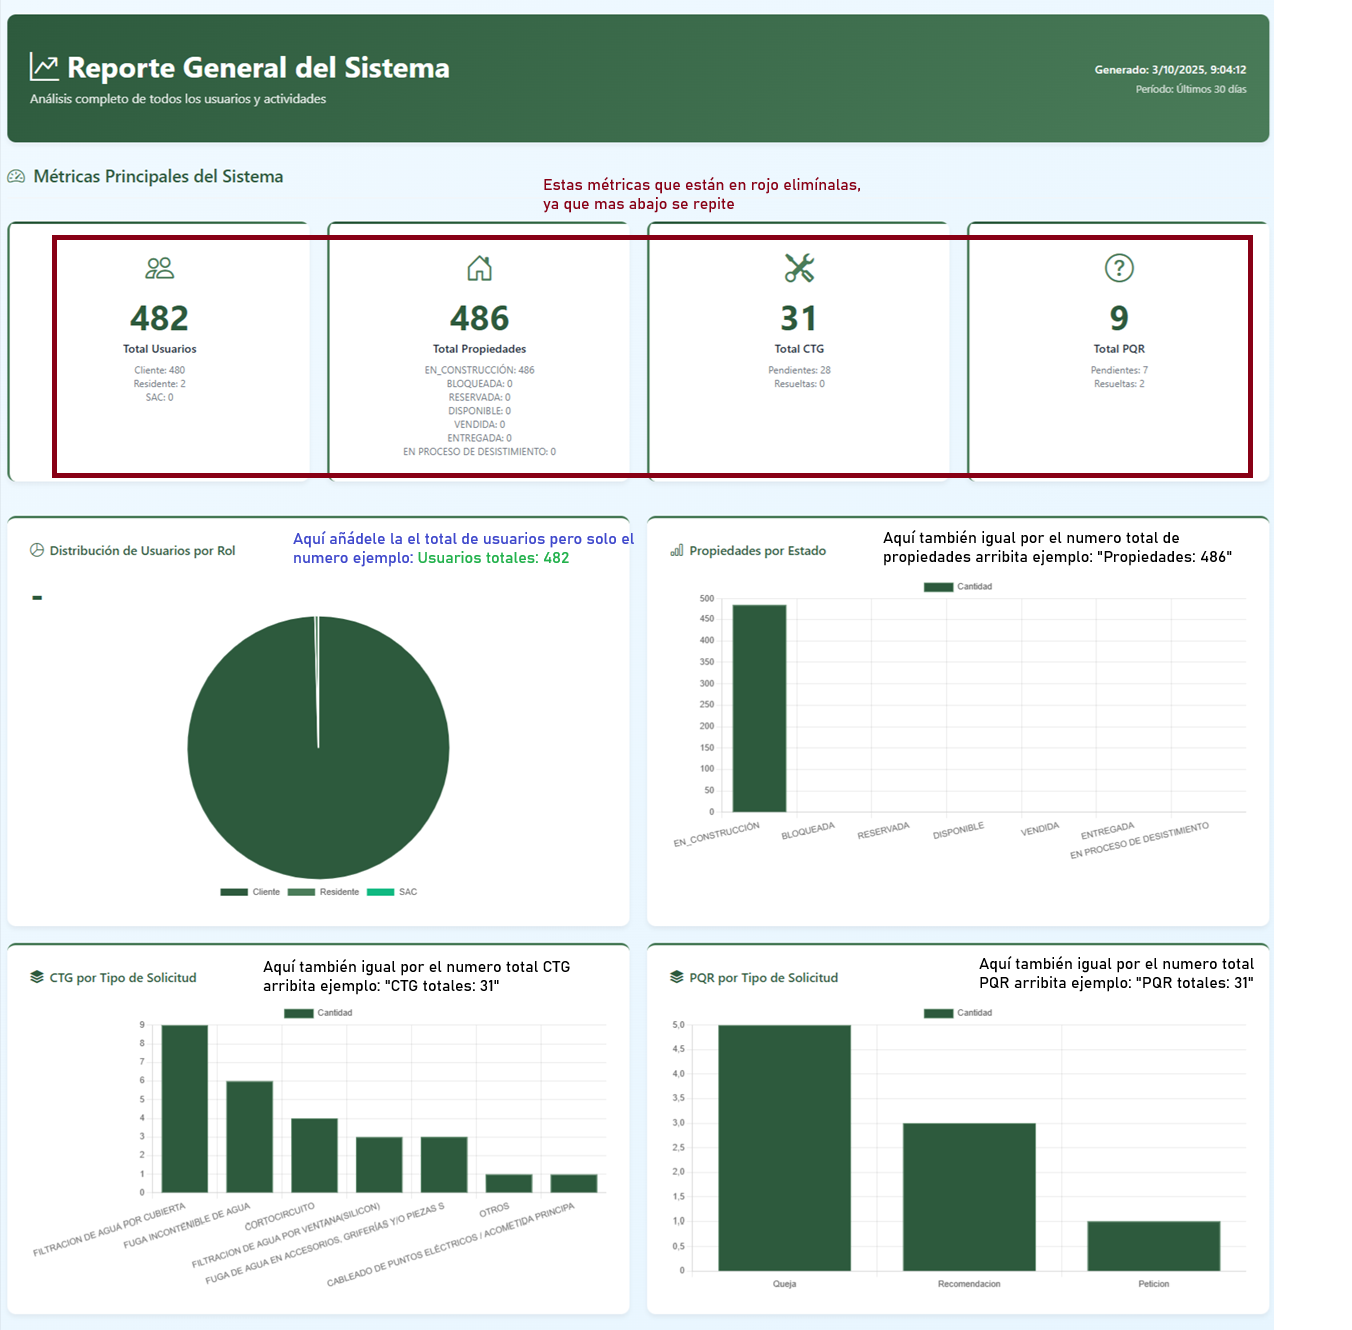 Reporte General del Sistema
Análisis completo de todos los usuarios y actividades
Generado: 3/10/2025, 9:04:12
Período: Últimos 30 días
Métricas Principales del Sistema
Estas métricas que están en rojo elimínalas,
ya que mas abajo se repite
482
Total Usuarios
Cliente: 480
Residente: 2
SAC: 0
486
Total Propiedades
EN_CONSTRUCCIÓN: 486
BLOQUEADA: 0
RESERVADA: 0
DISPONIBLE: 0
VENDIDA: 0
ENTREGADA: 0
EN PROCESO DE DESISTIMIENTO: 0
31
Total CTG
Pendientes: 28
Resueltas: 0
9
Total PQR
Pendientes: 7
Resueltas: 2
Distribución de Usuarios por Rol
Aquí añádele la el total de usuarios pero solo el
numero ejemplo: Usuarios totales: 482
-
Cliente
Residente
SAC
Propiedades por Estado
Aquí también igual por el numero total de
propiedades arribita ejemplo: "Propiedades: 486"
Cantidad
500
450
400
350
300
250
200
150
100
50
0
EN_CONSTRUCCIÓN
BLOQUEADA
RESERVADA
DISPONIBLE
VENDIDA
ENTREGADA
EN PROCESO DE DESISTIMIENTO
CTG por Tipo de Solicitud
Aquí también igual por el numero total CTG
arribita ejemplo: "CTG totales: 31"
Cantidad
9
8
7
6
5
4
3
2
1
0
FILTRACION DE AGUA POR CUBIERTA
FUGA INCONTENIBLE DE AGUA
CORTOCIRCUITO
FILTRACION DE AGUA POR VENTANA(SILICON)
FUGA DE AGUA EN ACCESORIOS, GRIFERÍAS Y/O PIEZAS S
OTROS
CABLEADO DE PUNTOS ELÉCTRICOS / ACOMETIDA PRINCIPA
PQR por Tipo de Solicitud
Aquí también igual por el numero total
PQR arribita ejemplo: "PQR totales: 31"
Cantidad
5,0
4,5
4,0
3,5
3,0
2,5
2,0
1,5
1,0
0,5
0
Queja
Recomendacion
Peticion